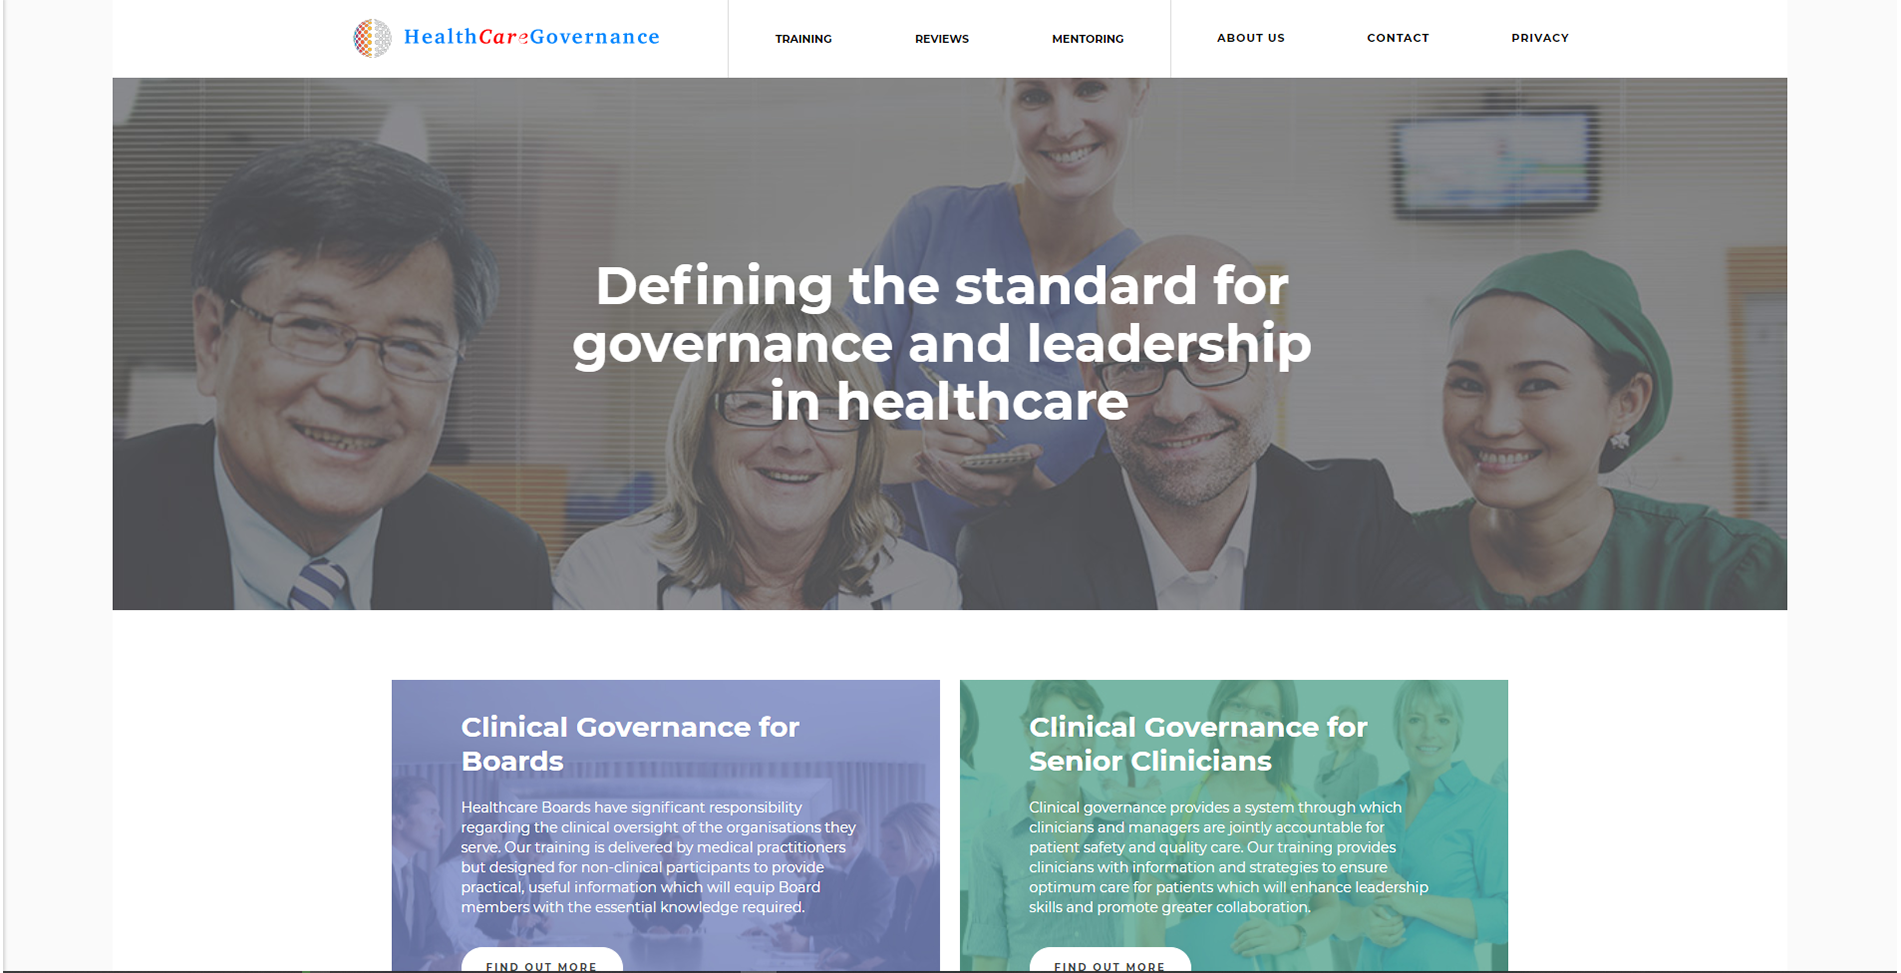 HealthCareGovernance
TRAINING
REVIEWS
MENTORING
ABOUT US
CONTACT
PRIVACY
Defining the standard for
governance and leadership
in healthcare
Clinical Governance for
Boards
Healthcare Boards have significant responsibility
regarding the clinical oversight of the organisations they
serve. Our training is delivered by medical practitioners
but designed for non-clinical participants to provide
practical, useful information which will equip Board
members with the essential knowledge required.
FIND OUT MORE
Clinical Governance for
Senior Clinicians
Clinical governance provides a system through which
clinicians and managers are jointly accountable for
patient safety and quality care. Our training provides
clinicians with information and strategies to ensure
optimum care for patients which will enhance leadership
skills and promote greater collaboration.
FIND OUT MORE